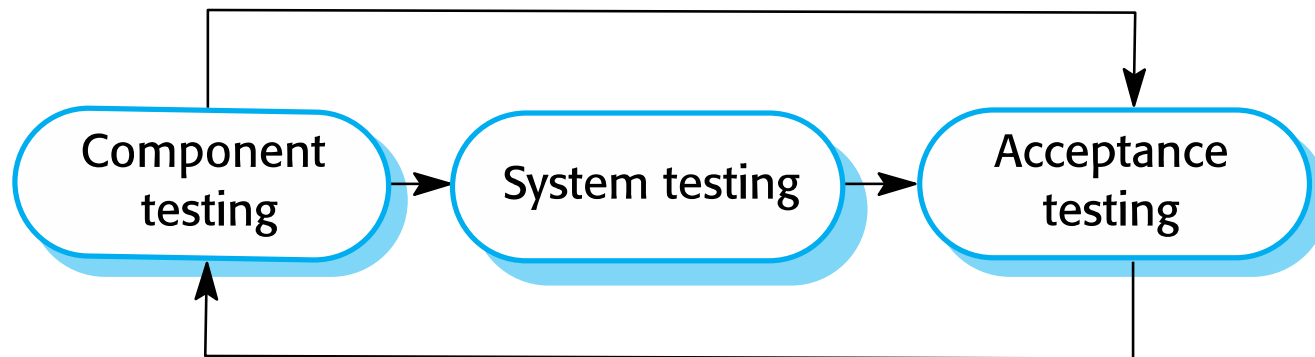 Component
testing
System testing
Acceptance
testing